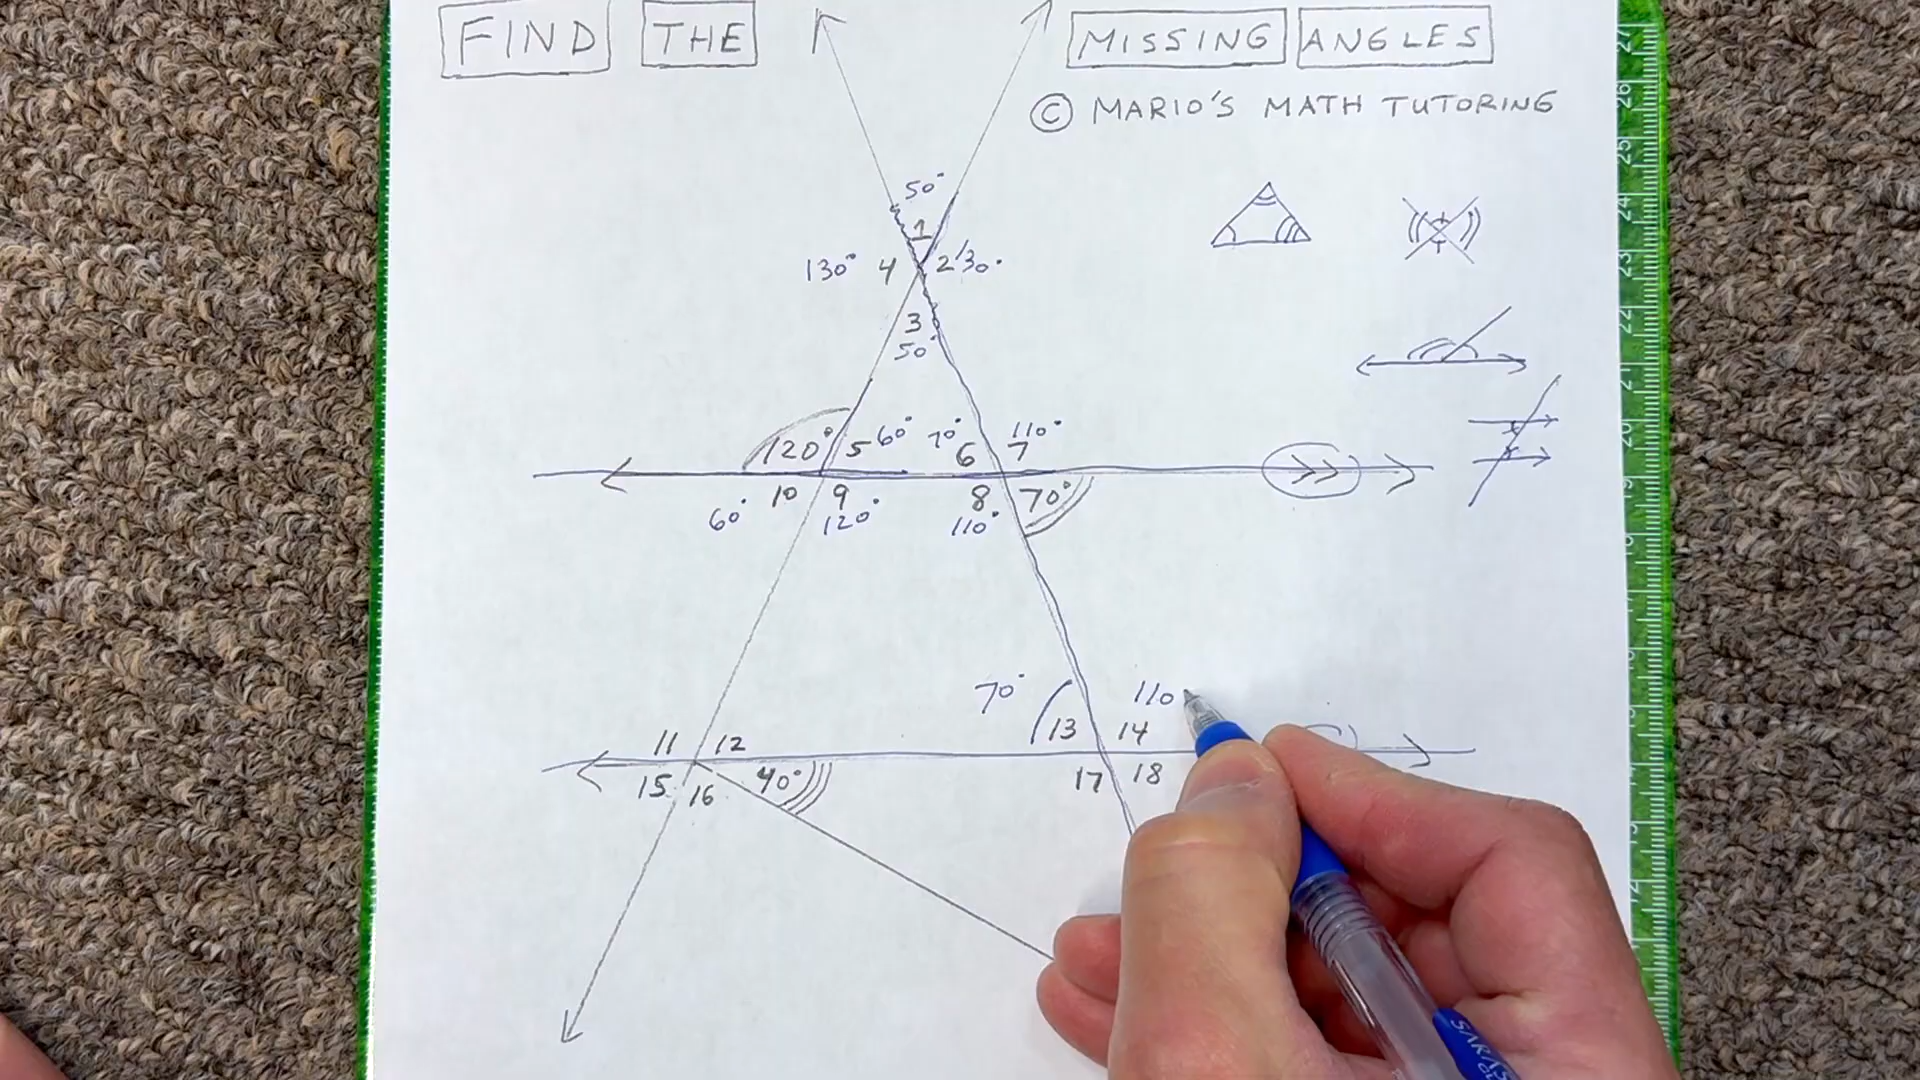 FIND THE MISSING ANGLES
© MARIO'S MATH TUTORING
50°
1
130° 4 2 130°
3
50°
120° 5 60° 70° 6 110° 7
10 9 8 70°
60° 120° 110°
70° 110
11 12 13 14
15 16 40° 17 18
SARAS